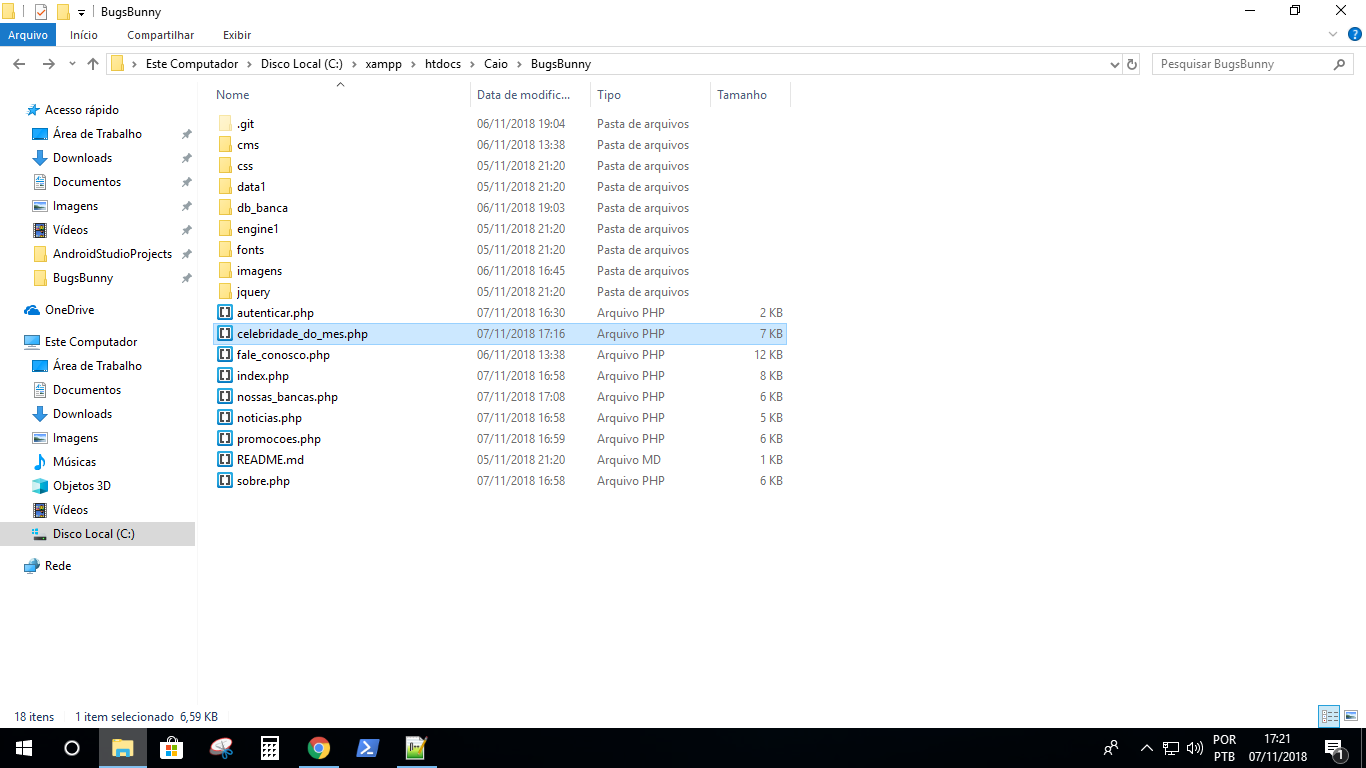 BugsBunny
Arquivo Início Compartilhar Exibir
Este Computador Disco Local (C:) xampp htdocs Caio BugsBunny Pesquisar BugsBunny
Nome Data de modific... Tipo Tamanho
Acesso rápido
Área de Trabalho
Downloads
Documentos
Imagens
Vídeos
AndroidStudioProjects
BugsBunny
OneDrive
Este Computador
Área de Trabalho
Documentos
Downloads
Imagens
Músicas
Objetos 3D
Vídeos
Disco Local (C:)
Rede
.git 06/11/2018 19:04 Pasta de arquivos
cms 06/11/2018 13:38 Pasta de arquivos
css 05/11/2018 21:20 Pasta de arquivos
data1 05/11/2018 21:20 Pasta de arquivos
db_banca 06/11/2018 19:03 Pasta de arquivos
engine1 05/11/2018 21:20 Pasta de arquivos
fonts 05/11/2018 21:20 Pasta de arquivos
imagens 06/11/2018 16:45 Pasta de arquivos
jquery 05/11/2018 21:20 Pasta de arquivos
autenticar.php 07/11/2018 16:30 Arquivo PHP 2 KB
celebridade_do_mes.php 07/11/2018 17:16 Arquivo PHP 7 KB
fale_conosco.php 06/11/2018 13:38 Arquivo PHP 12 KB
index.php 07/11/2018 16:58 Arquivo PHP 8 KB
nossas_bancas.php 07/11/2018 17:08 Arquivo PHP 6 KB
noticias.php 07/11/2018 16:58 Arquivo PHP 5 KB
promocoes.php 07/11/2018 16:59 Arquivo PHP 6 KB
README.md 05/11/2018 21:20 Arquivo MD 1 KB
sobre.php 07/11/2018 16:58 Arquivo PHP 6 KB
18 itens 1 item selecionado 6,59 KB
POR 17:21
PTB 07/11/2018 1